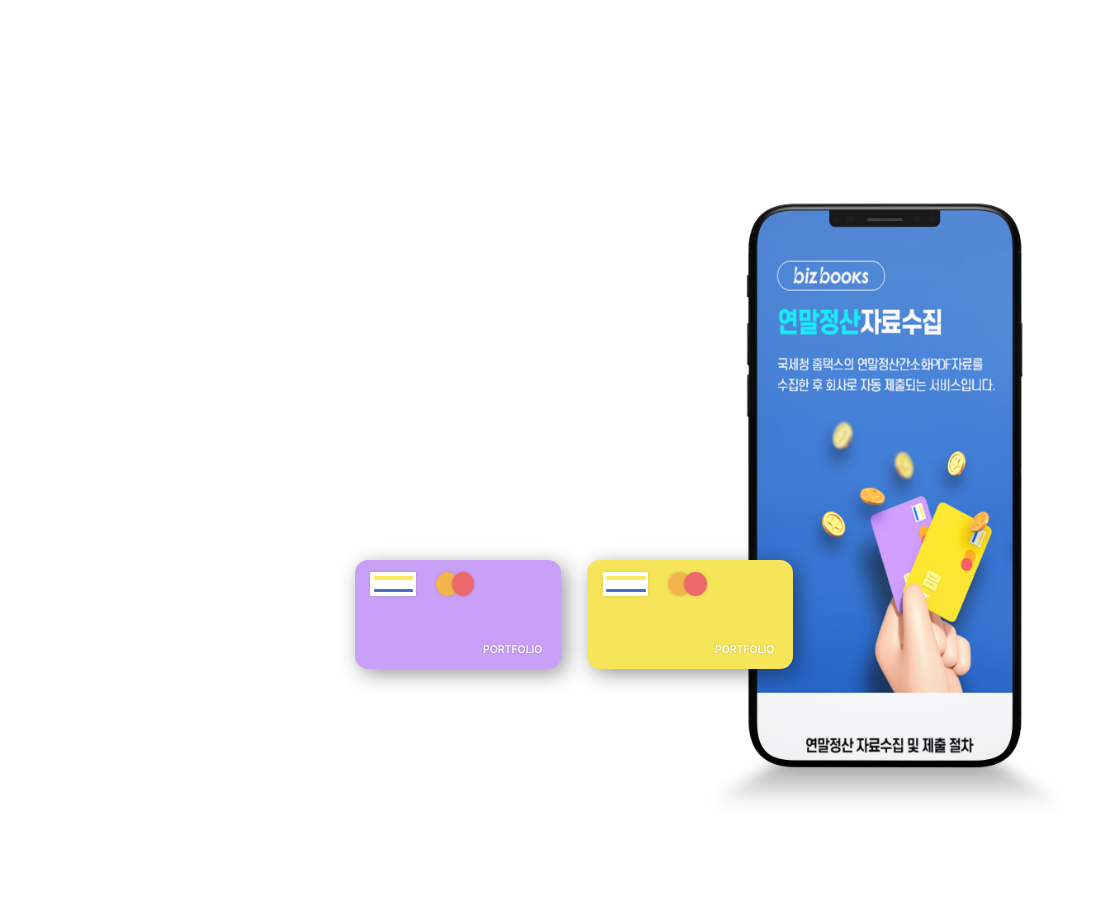 bizbooks
연말정산자료수집
국세청 홈택스의 연말정산간소화PDF자료를
수집한 후 회사로 자동 제출되는 서비스입니다.
PORTFOLIO
PORTFOLIO
연말정산 자료수집 및 제출 절차